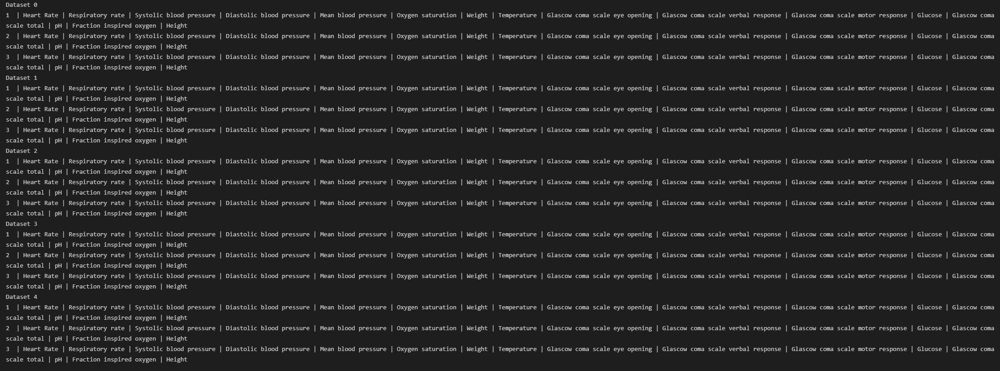 Dataset 0
1  | Heart Rate | Respiratory rate | Systolic blood pressure | Diastolic blood pressure | Mean blood pressure | Oxygen saturation | Weight | Temperature | Glascow coma scale eye opening | Glascow coma scale verbal response | Glascow coma scale motor response | Glucose | Glascow coma
scale total | pH | Fraction inspired oxygen | Height
2  | Heart Rate | Respiratory rate | Systolic blood pressure | Diastolic blood pressure | Mean blood pressure | Oxygen saturation | Weight | Temperature | Glascow coma scale eye opening | Glascow coma scale verbal response | Glascow coma scale motor response | Glucose | Glascow coma
scale total | pH | Fraction inspired oxygen | Height
3  | Heart Rate | Respiratory rate | Systolic blood pressure | Diastolic blood pressure | Mean blood pressure | Oxygen saturation | Weight | Temperature | Glascow coma scale eye opening | Glascow coma scale verbal response | Glascow coma scale motor response | Glucose | Glascow coma
scale total | pH | Fraction inspired oxygen | Height
Dataset 1
1  | Heart Rate | Respiratory rate | Systolic blood pressure | Diastolic blood pressure | Mean blood pressure | Oxygen saturation | Weight | Temperature | Glascow coma scale eye opening | Glascow coma scale verbal response | Glascow coma scale motor response | Glucose | Glascow coma
scale total | pH | Fraction inspired oxygen | Height
2  | Heart Rate | Respiratory rate | Systolic blood pressure | Diastolic blood pressure | Mean blood pressure | Oxygen saturation | Weight | Temperature | Glascow coma scale eye opening | Glascow coma scale verbal response | Glascow coma scale motor response | Glucose | Glascow coma
scale total | pH | Fraction inspired oxygen | Height
3  | Heart Rate | Respiratory rate | Systolic blood pressure | Diastolic blood pressure | Mean blood pressure | Oxygen saturation | Weight | Temperature | Glascow coma scale eye opening | Glascow coma scale verbal response | Glascow coma scale motor response | Glucose | Glascow coma
scale total | pH | Fraction inspired oxygen | Height
Dataset 2
1  | Heart Rate | Respiratory rate | Systolic blood pressure | Diastolic blood pressure | Mean blood pressure | Oxygen saturation | Weight | Temperature | Glascow coma scale eye opening | Glascow coma scale verbal response | Glascow coma scale motor response | Glucose | Glascow coma
scale total | pH | Fraction inspired oxygen | Height
2  | Heart Rate | Respiratory rate | Systolic blood pressure | Diastolic blood pressure | Mean blood pressure | Oxygen saturation | Weight | Temperature | Glascow coma scale eye opening | Glascow coma scale verbal response | Glascow coma scale motor response | Glucose | Glascow coma
scale total | pH | Fraction inspired oxygen | Height
3  | Heart Rate | Respiratory rate | Systolic blood pressure | Diastolic blood pressure | Mean blood pressure | Oxygen saturation | Weight | Temperature | Glascow coma scale eye opening | Glascow coma scale verbal response | Glascow coma scale motor response | Glucose | Glascow coma
scale total | pH | Fraction inspired oxygen | Height
Dataset 3
1  | Heart Rate | Respiratory rate | Systolic blood pressure | Diastolic blood pressure | Mean blood pressure | Oxygen saturation | Weight | Temperature | Glascow coma scale eye opening | Glascow coma scale verbal response | Glascow coma scale motor response | Glucose | Glascow coma
scale total | pH | Fraction inspired oxygen | Height
2  | Heart Rate | Respiratory rate | Systolic blood pressure | Diastolic blood pressure | Mean blood pressure | Oxygen saturation | Weight | Temperature | Glascow coma scale eye opening | Glascow coma scale verbal response | Glascow coma scale motor response | Glucose | Glascow coma
scale total | pH | Fraction inspired oxygen | Height
3  | Heart Rate | Respiratory rate | Systolic blood pressure | Diastolic blood pressure | Mean blood pressure | Oxygen saturation | Weight | Temperature | Glascow coma scale eye opening | Glascow coma scale verbal response | Glascow coma scale motor response | Glucose | Glascow coma
scale total | pH | Fraction inspired oxygen | Height
Dataset 4
1  | Heart Rate | Respiratory rate | Systolic blood pressure | Diastolic blood pressure | Mean blood pressure | Oxygen saturation | Weight | Temperature | Glascow coma scale eye opening | Glascow coma scale verbal response | Glascow coma scale motor response | Glucose | Glascow coma
scale total | pH | Fraction inspired oxygen | Height
2  | Heart Rate | Respiratory rate | Systolic blood pressure | Diastolic blood pressure | Mean blood pressure | Oxygen saturation | Weight | Temperature | Glascow coma scale eye opening | Glascow coma scale verbal response | Glascow coma scale motor response | Glucose | Glascow coma
scale total | pH | Fraction inspired oxygen | Height
3  | Heart Rate | Respiratory rate | Systolic blood pressure | Diastolic blood pressure | Mean blood pressure | Oxygen saturation | Weight | Temperature | Glascow coma scale eye opening | Glascow coma scale verbal response | Glascow coma scale motor response | Glucose | Glascow coma
scale total | pH | Fraction inspired oxygen | Height